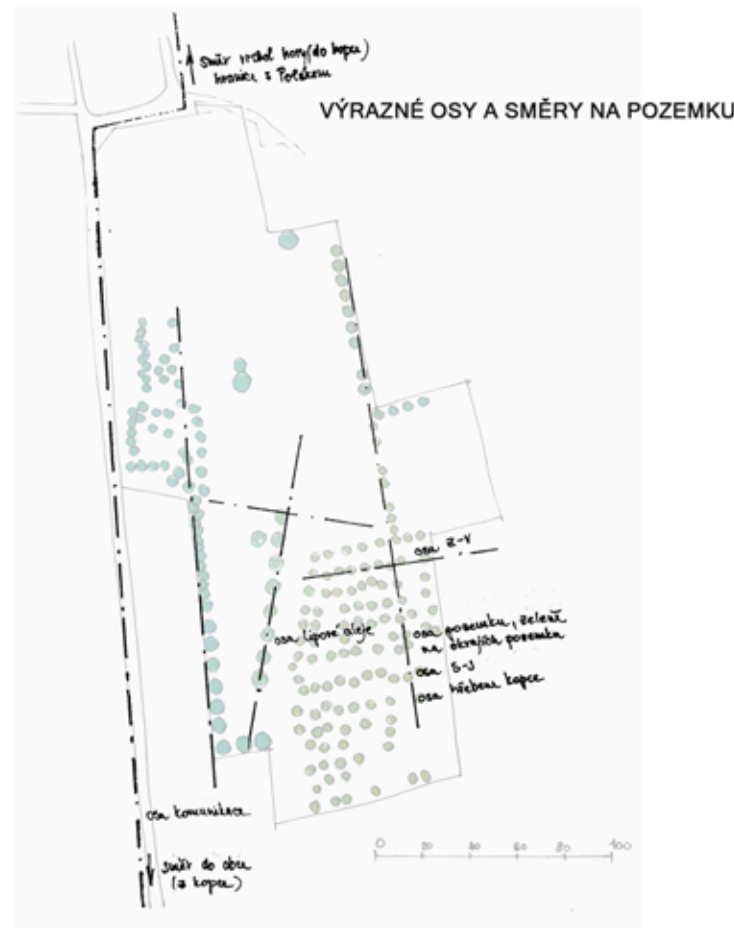 Směr vrchol hory (do kopce)
hranice s Polskem
VÝRAZNÉ OSY A SMĚRY NA POZEMKU
osa Z-V
osa lipové aleje
osa pozemku, zeleně
na okrajích pozemku
osa S-J
osa hřebene kopce
osa komunikace
směr do obce
(z kopce)
0 20 40 60 80 100